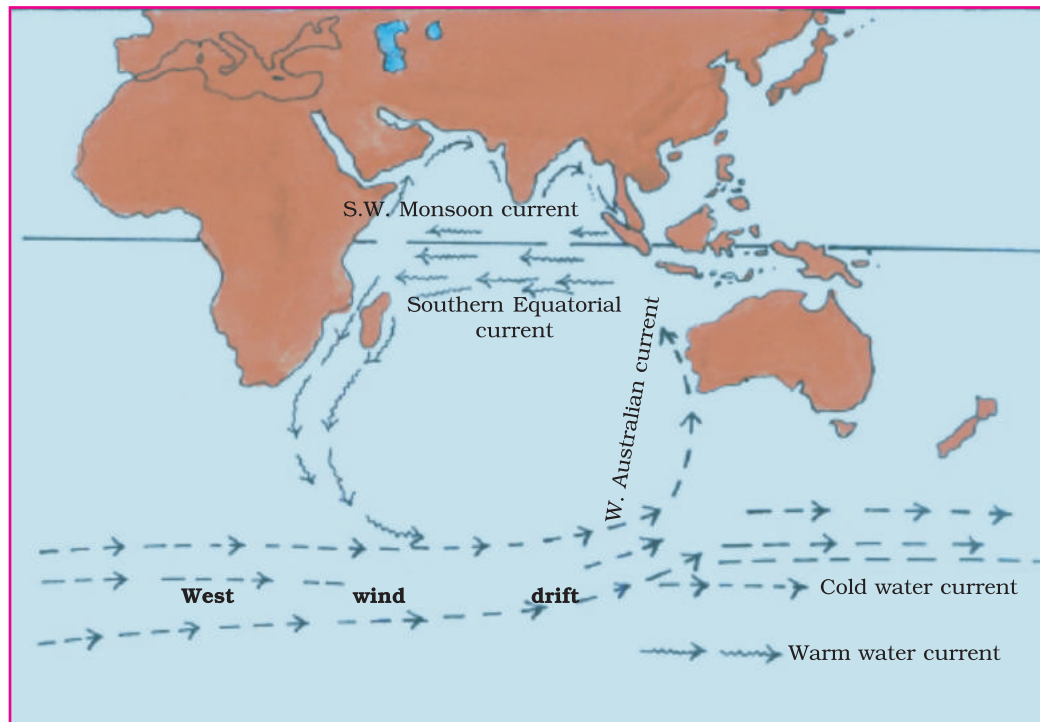 S.W. Monsoon current
Southern Equatorial
current
W. Australian current
West wind drift
Cold water current
Warm water current